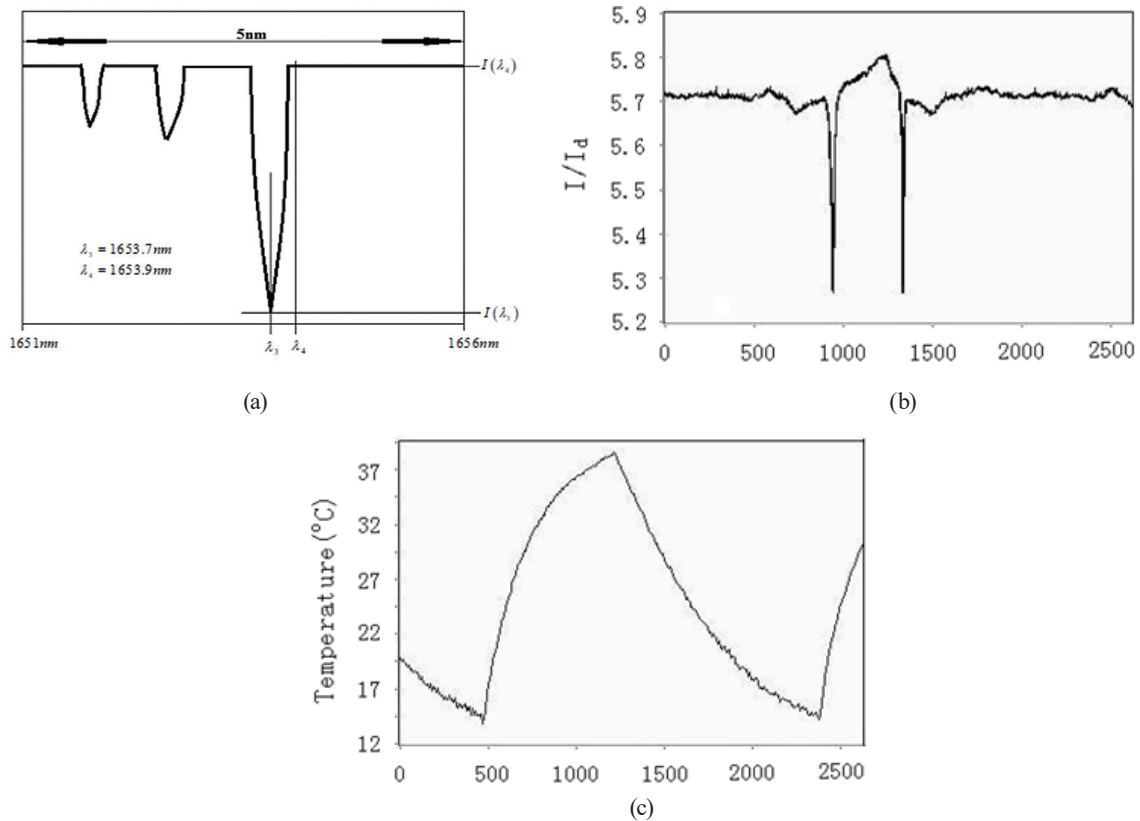 5nm
I(λ₄)
λ₃ = 1653.7nm
λ₄ = 1653.9nm
I(λ₃)
1651nm
λ₃
λ₄
1656nm
(a)
5.9
5.8
5.7
5.6
5.5
5.4
5.3
5.2
I/I_d
0 500 1000 1500 2000 2500
(b)
37
32
27
22
17
12
Temperature(°C)
0 500 1000 1500 2000 2500
(c)